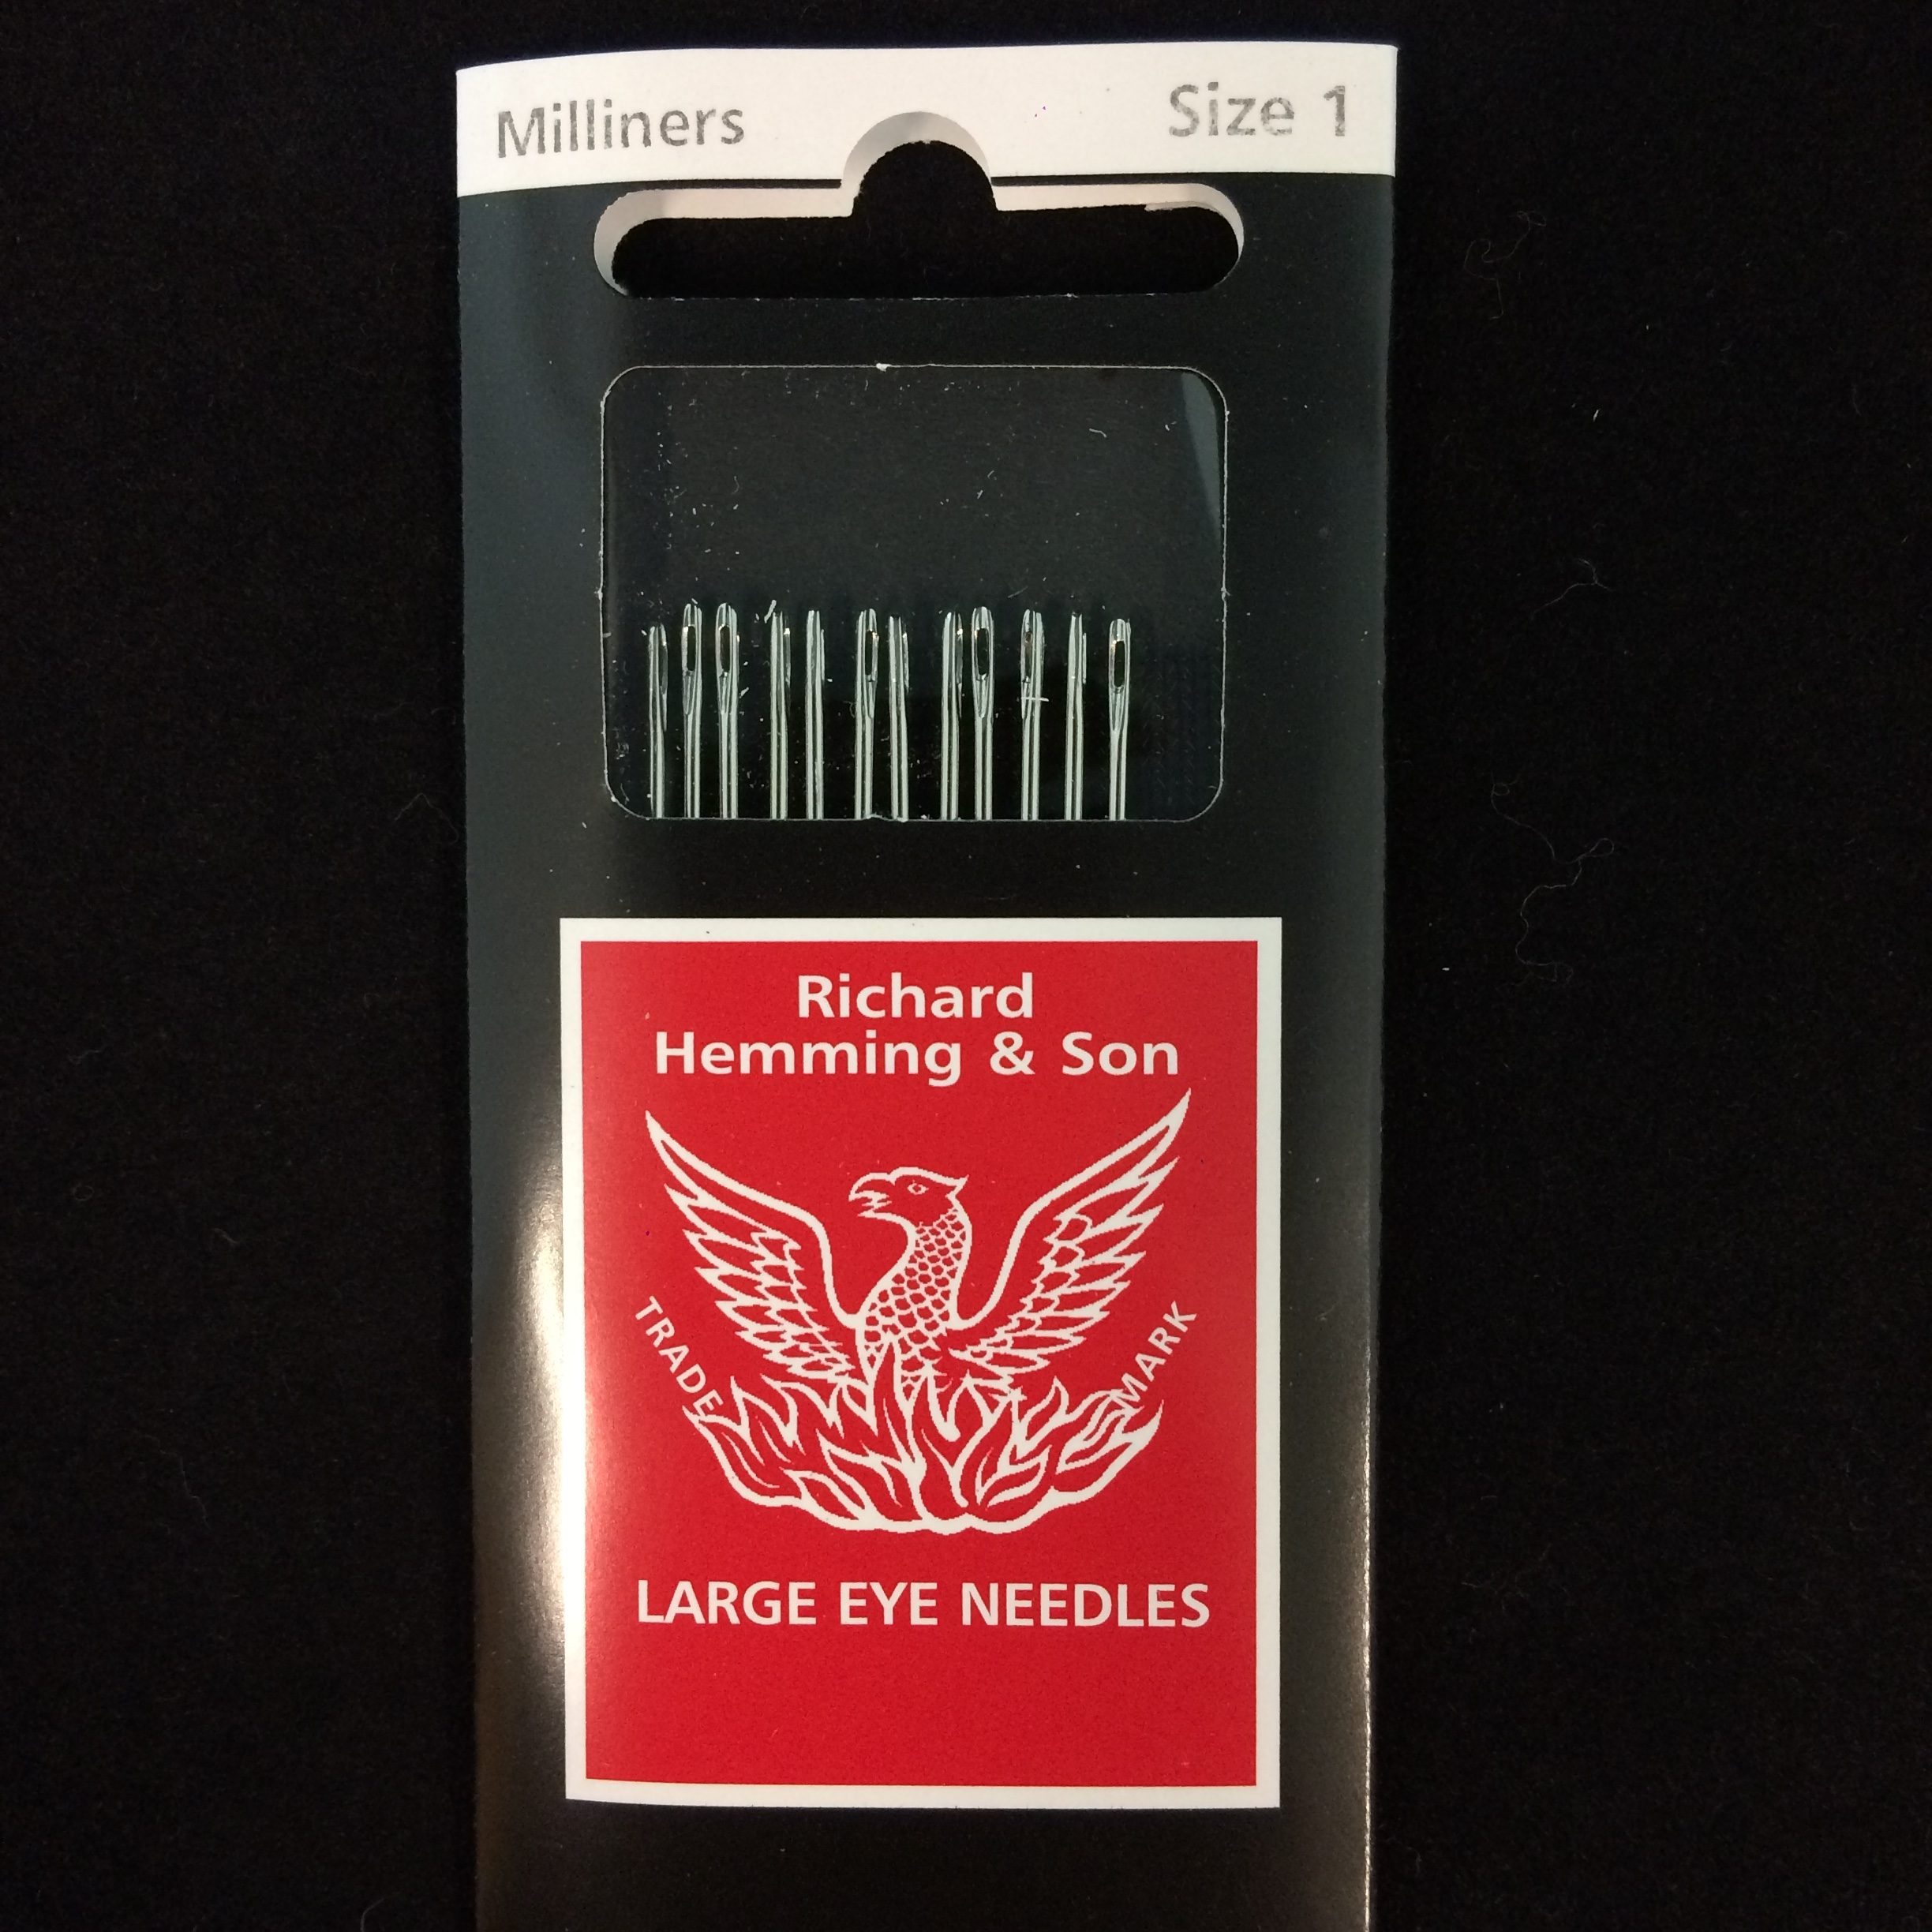 Milliners Size 1
Richard
Hemming & Son
TRADE MARK
LARGE EYE NEEDLES